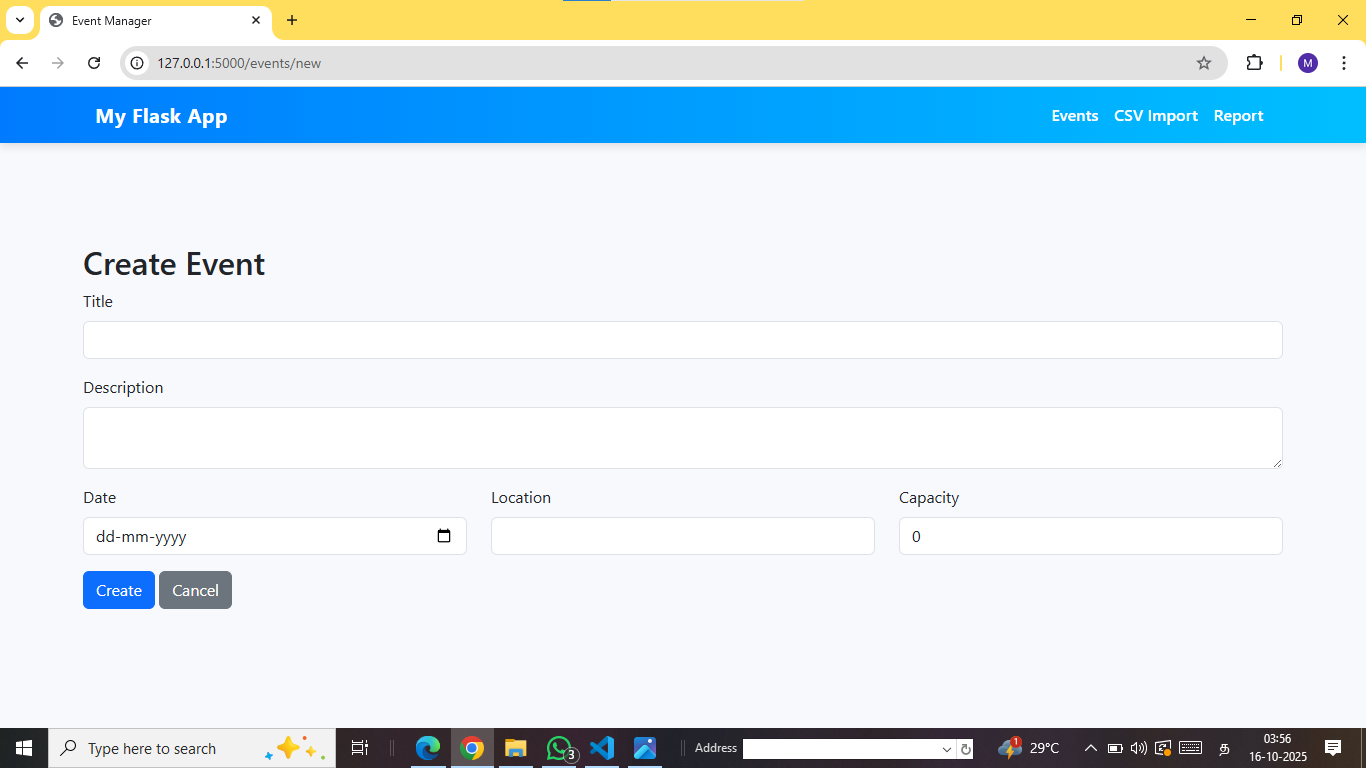 Event Manager
127.0.0.1:5000/events/new
M
My Flask App
Events CSV Import Report
Create Event
Title
Description
Date Location Capacity
dd-mm-yyyy 0
Create Cancel
Type here to search
3
Address
1
29°C
த
03:56
16-10-2025